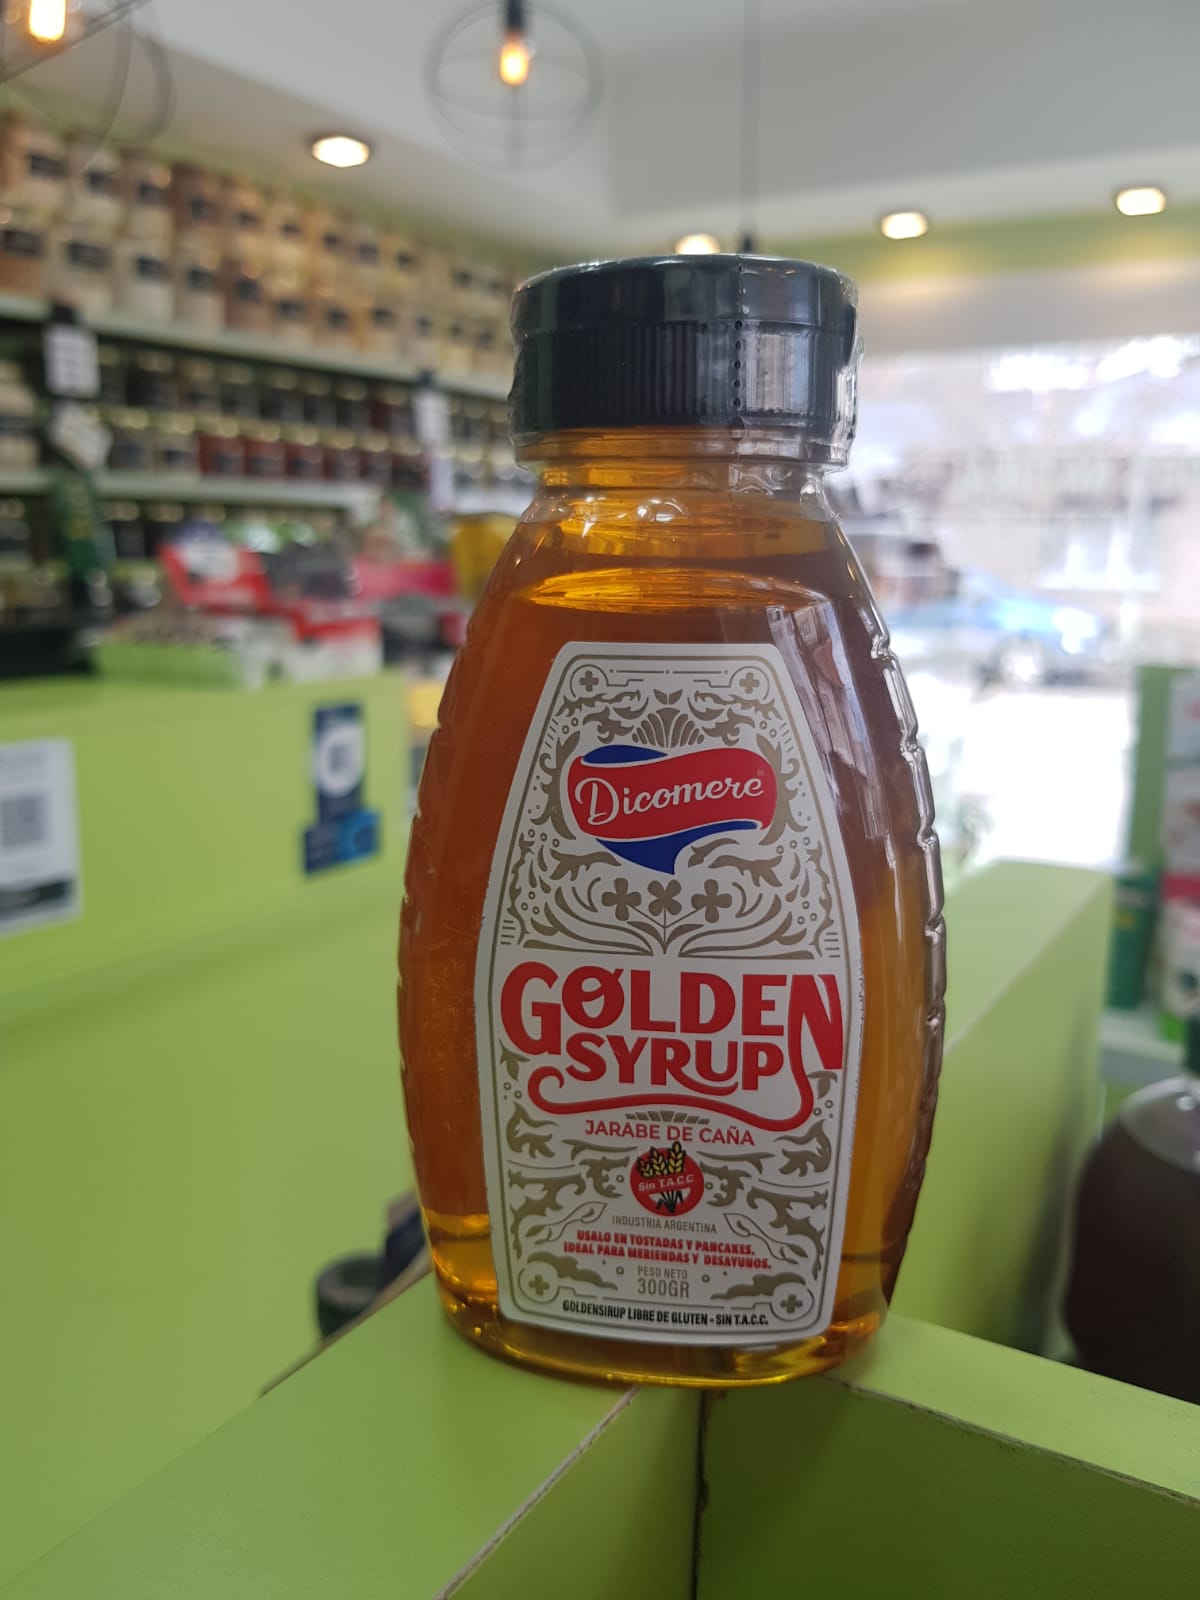 Dicomere
GOLDEN
SYRUP
JARABE DE CAÑA
Sin T.A.C.C.
INDUSTRIA ARGENTINA
USALO EN TOSTADAS Y PANCAKES.
IDEAL PARA MERIENDAS Y DESAYUNOS.
PESO NETO
300GR
GOLDENSIRUP LIBRE DE GLUTEN - SIN T.A.C.C.